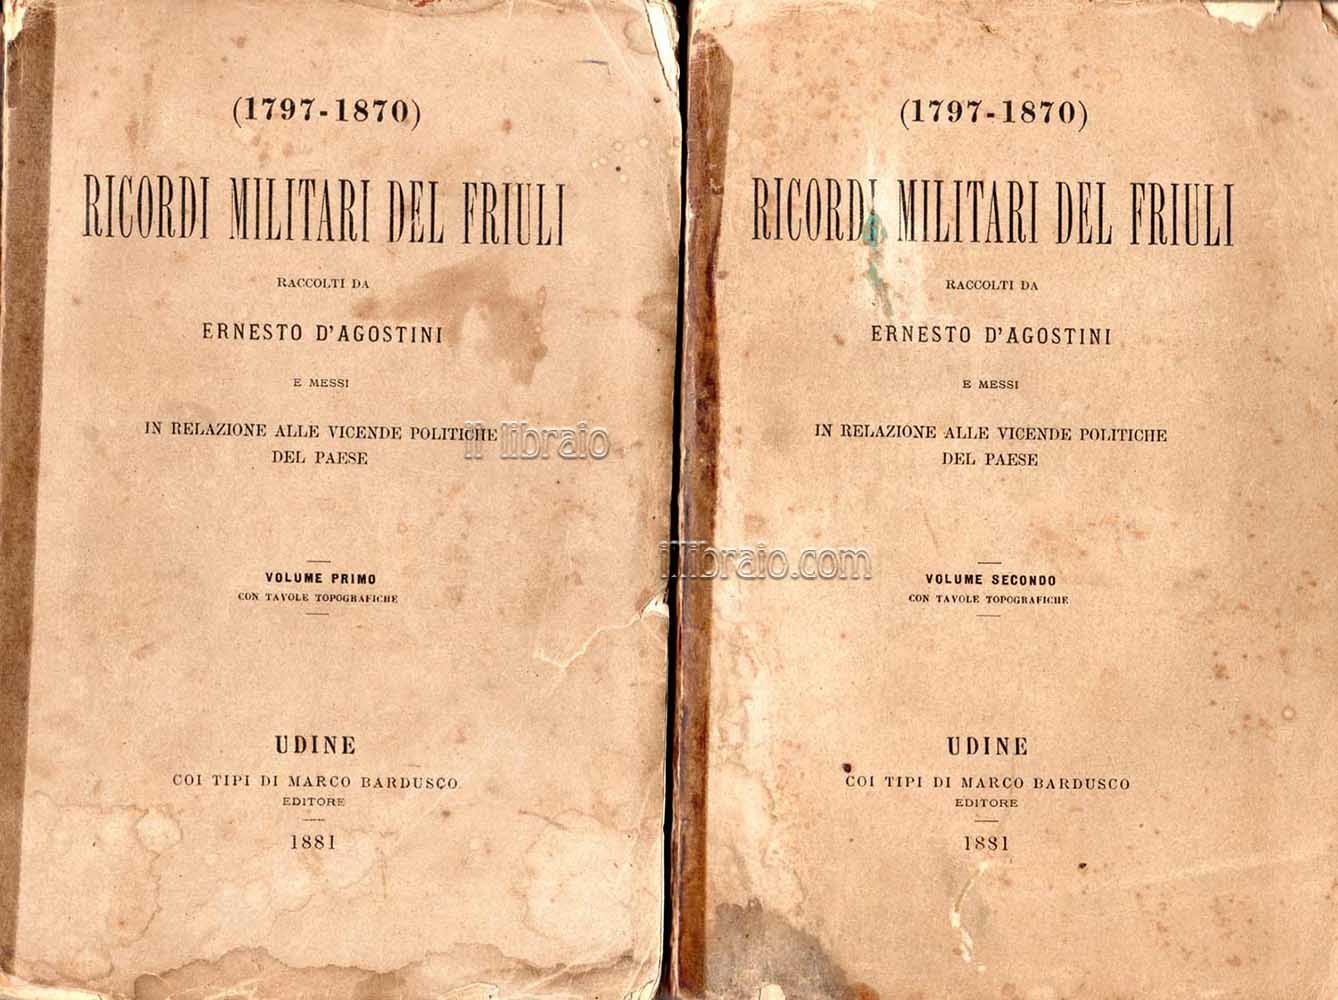 (1797-1870)
RICORDI MILITARI DEL FRIULI
RACCOLTI DA
ERNESTO D'AGOSTINI
E MESSI
IN RELAZIONE ALLE VICENDE POLITICHE
DEL PAESE
VOLUME PRIMO
CON TAVOLE TOPOGRAFICHE
UDINE
COI TIPI DI MARCO BARDUSCO
EDITORE
1881
(1797-1870)
RICORDI MILITARI DEL FRIULI
RACCOLTI DA
ERNESTO D'AGOSTINI
E MESSI
IN RELAZIONE ALLE VICENDE POLITICHE
DEL PAESE
VOLUME SECONDO
CON TAVOLE TOPOGRAFICHE
UDINE
COI TIPI DI MARCO BARDUSCO
EDITORE
1881
il libraio
illibraio.com